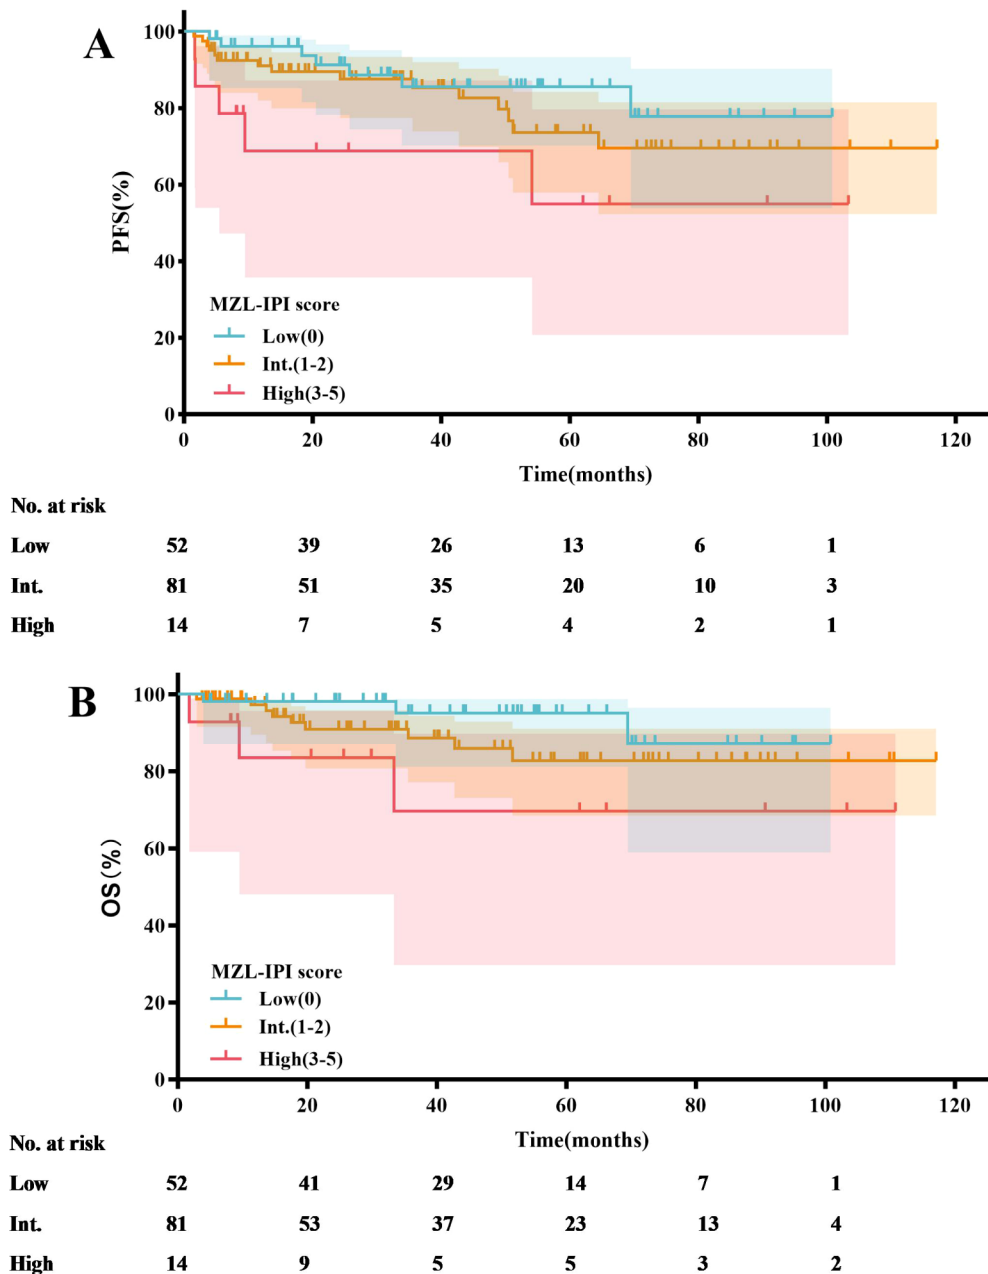 A
PFS(%)
100
80
60
40
20
0
MZL-IPI score
Low(0)
Int.(1-2)
High(3-5)
0 20 40 60 80 100 120
Time(months)
No. at risk
Low 52 39 26 13 6 1
Int. 81 51 35 20 10 3
High 14 7 5 4 2 1
B
OS(%)
100
80
60
40
20
0
MZL-IPI score
Low(0)
Int.(1-2)
High(3-5)
0 20 40 60 80 100 120
Time(months)
No. at risk
Low 52 41 29 14 7 1
Int. 81 53 37 23 13 4
High 14 9 5 5 3 2